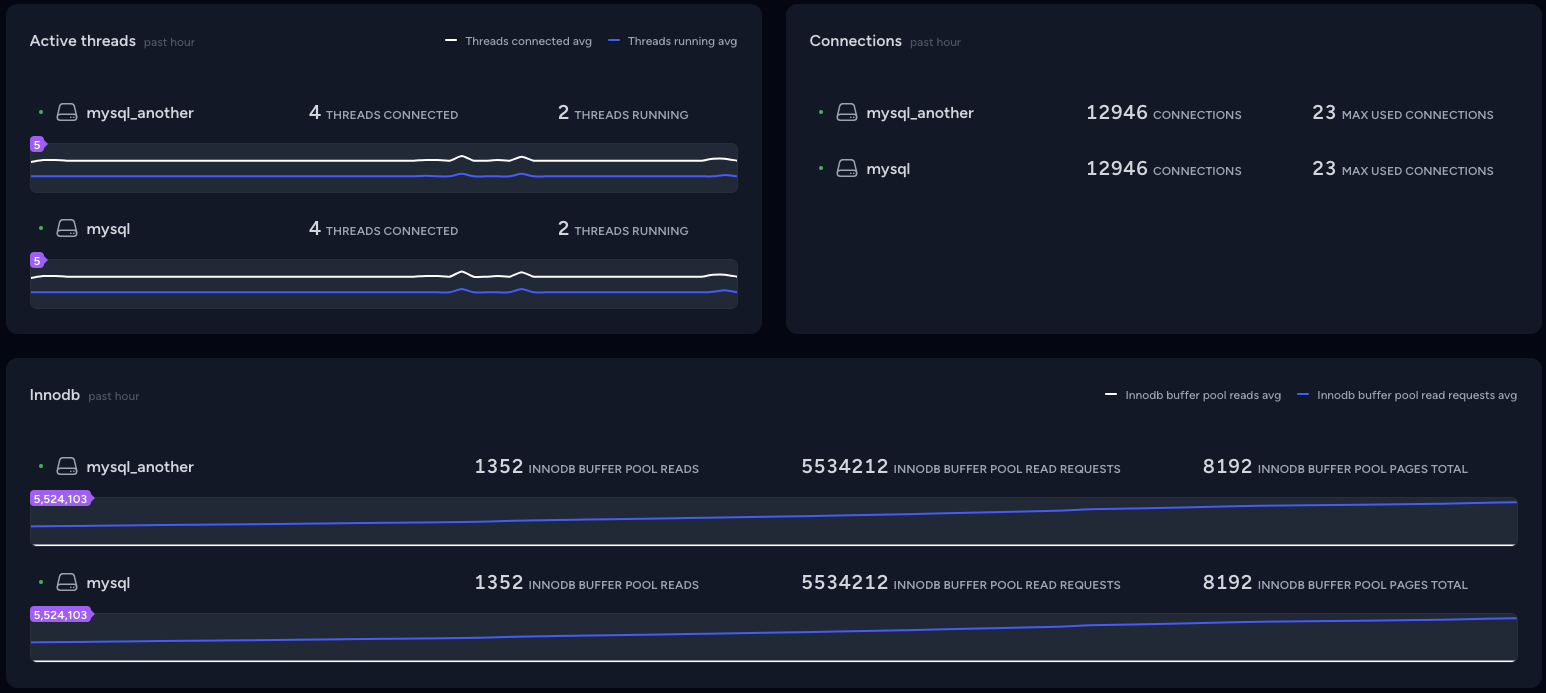 Active threads past hour
Threads connected avg Threads running avg
mysql_another 4 THREADS CONNECTED 2 THREADS RUNNING
5
mysql 4 THREADS CONNECTED 2 THREADS RUNNING
5
Connections past hour
mysql_another 12946 CONNECTIONS 23 MAX USED CONNECTIONS
mysql 12946 CONNECTIONS 23 MAX USED CONNECTIONS
Innodb past hour
Innodb buffer pool reads avg Innodb buffer pool read requests avg
mysql_another 1352 INNODB BUFFER POOL READS 5534212 INNODB BUFFER POOL READ REQUESTS 8192 INNODB BUFFER POOL PAGES TOTAL
5,524,103
mysql 1352 INNODB BUFFER POOL READS 5534212 INNODB BUFFER POOL READ REQUESTS 8192 INNODB BUFFER POOL PAGES TOTAL
5,524,103